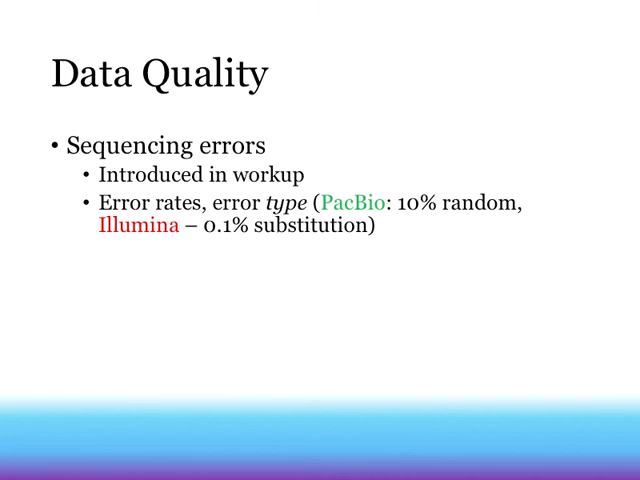 Data Quality
• Sequencing errors
• Introduced in workup
• Error rates, error type (PacBio: 10% random,
Illumina – 0.1% substitution)